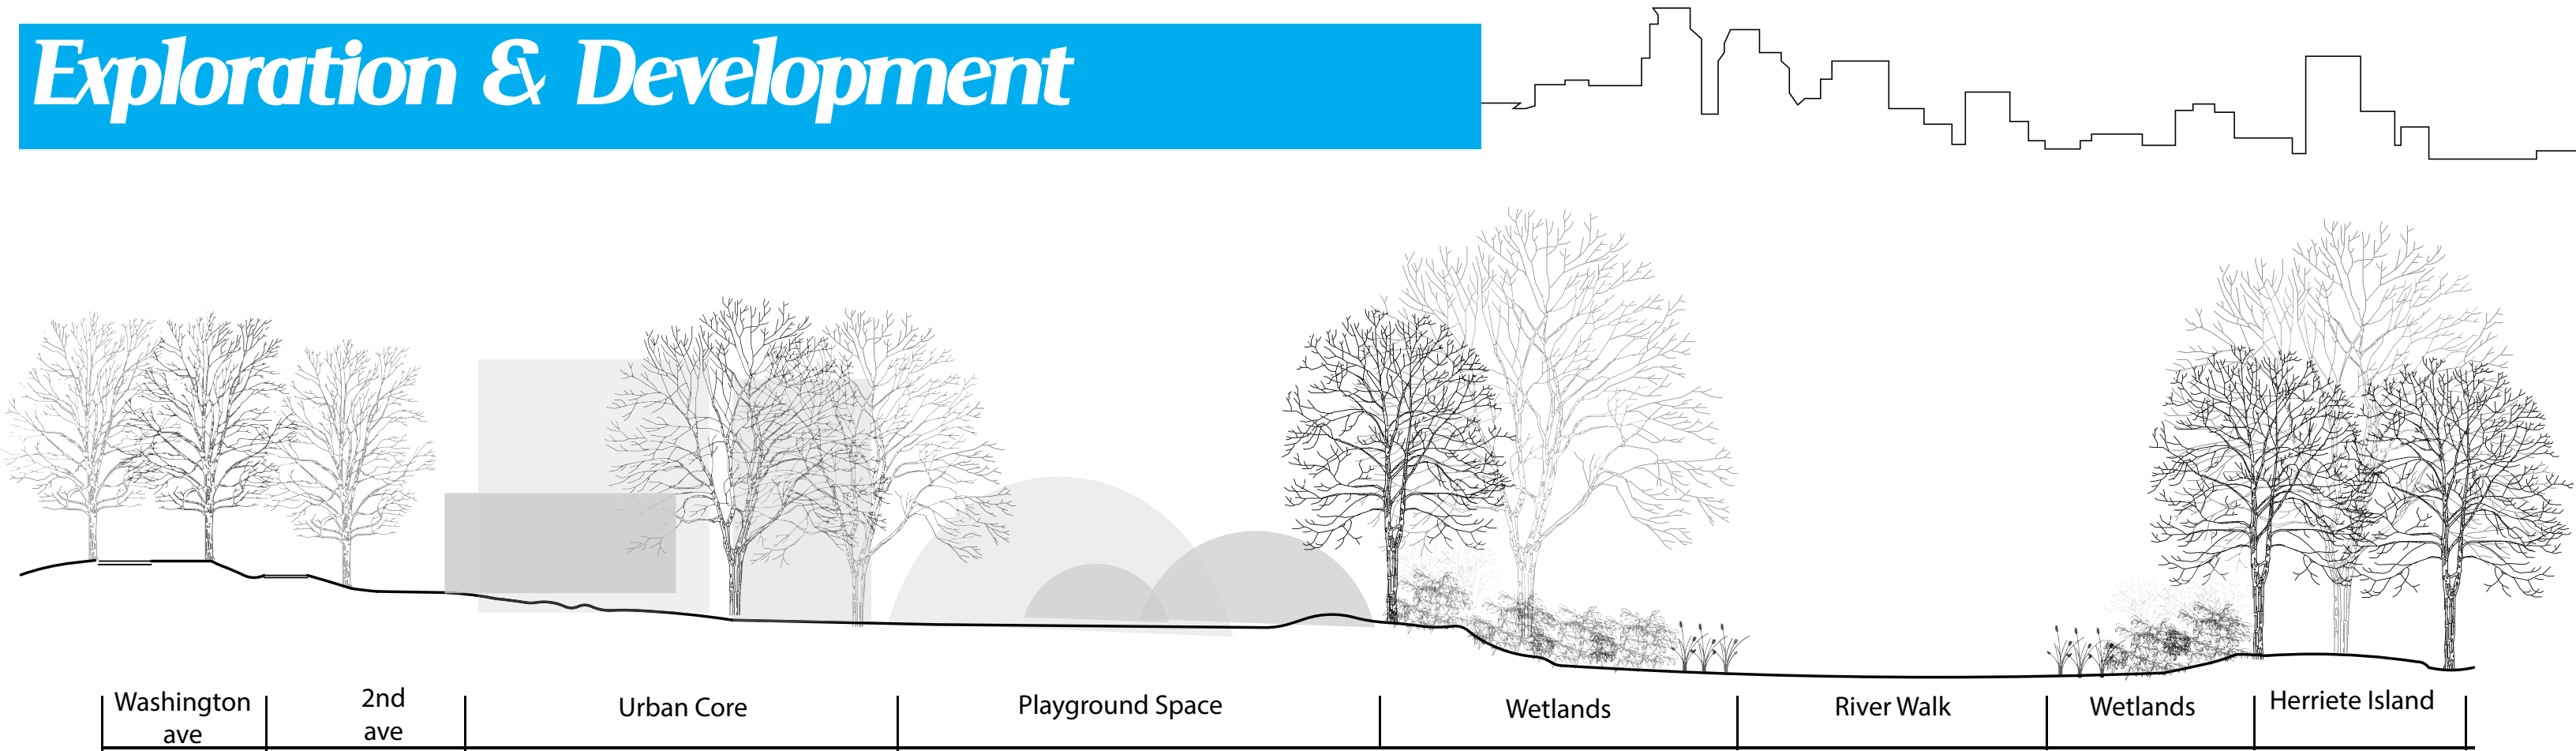 Exploration & Development
Washington
ave
2nd
ave
Urban Core
Playground Space
Wetlands
River Walk
Wetlands
Herriete Island